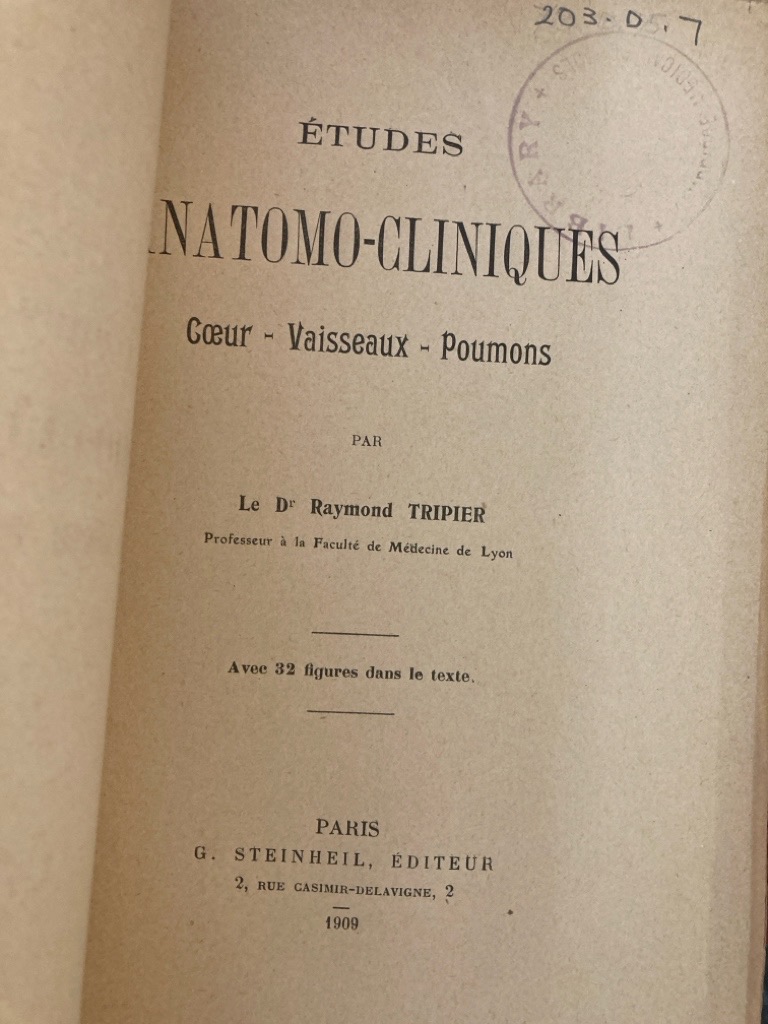 203.D.7
LIBRARY
ÉTUDES
NATOMO-CLINIQUES
Cœur - Vaisseaux - Poumons
PAR
Le Dr Raymond TRIPIER
Professeur à la Faculté de Médecine de Lyon
Avec 32 figures dans le texte.
PARIS
G. STEINHEIL, ÉDITEUR
2, RUE CASIMIR-DELAVIGNE, 2
1909